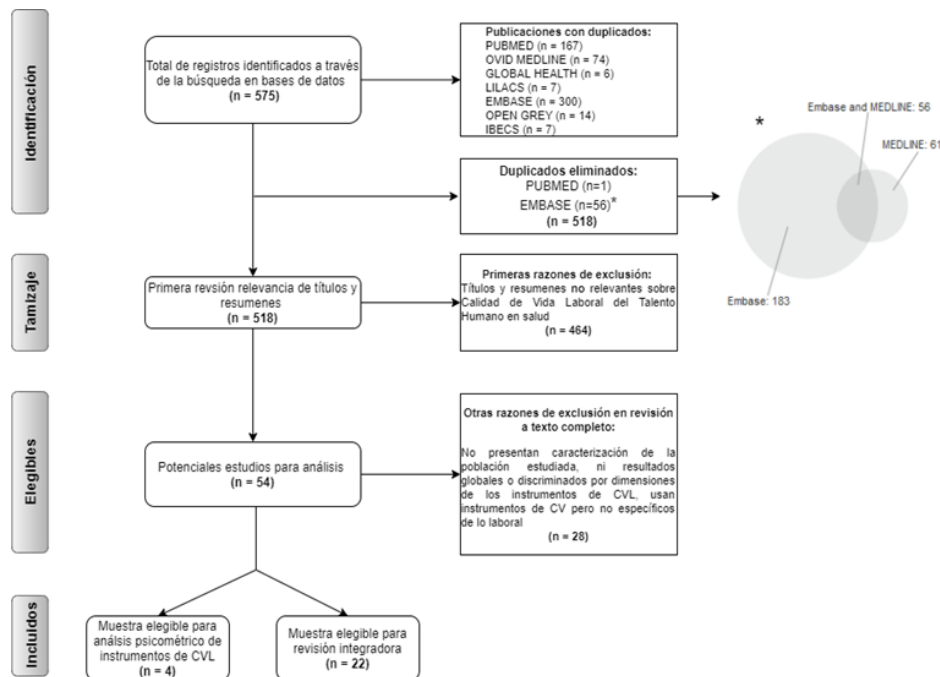 Identificación
Total de registros identificados a través
de la búsqueda en bases de datos
(n = 575)
Publicaciones con duplicados:
PUBMED (n = 167)
OVID MEDLINE (n = 74)
GLOBAL HEALTH (n = 6)
LILACS (n = 7)
EMBASE (n = 300)
OPEN GREY (n = 14)
IBECS (n = 7)
Duplicados eliminados:
PUBMED (n=1)
EMBASE (n=56)*
(n = 518)
*
Embase and MEDLINE: 56
MEDLINE: 61
Embase: 183
Tamizaje
Primera revsión relevancia de títulos y
resumenes
(n = 518)
Primeras razones de exclusión:
Títulos y resumenes no relevantes sobre
Calidad de Vida Laboral del Talento
Humano en salud
(n = 464)
Elegibles
Potenciales estudios para análisis
(n = 54)
Otras razones de exclusión en revisión
a texto completo:
No presentan caracterización de la
población estudiada, ni resultados
globales o discriminados por dimensiones
de los instrumentos de CVL, usan
instrumentos de CV pero no específicos
de lo laboral
(n = 28)
Incluidos
Muestra elegible para
análsis psicométrico de
instrumentos de CVL
(n = 4)
Muestra elegible para
revisión integradora
(n = 22)